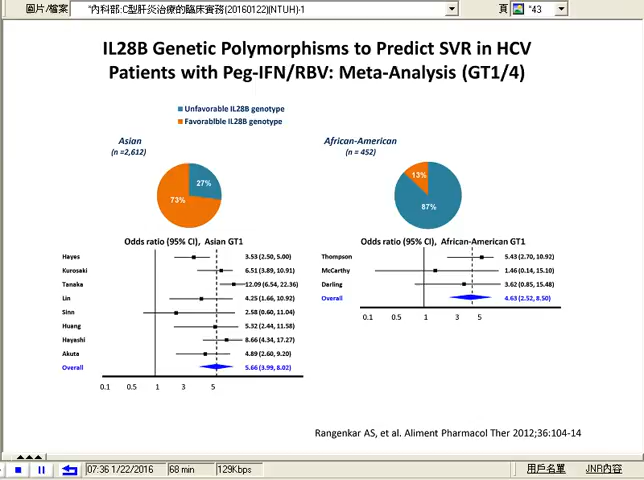 圖片/檔案
"內科部:C型肝炎治療的臨床實務(20160122)(NTUH)-1
頁
"43
IL28B Genetic Polymorphisms to Predict SVR in HCV
Patients with Peg-IFN/RBV: Meta-Analysis (GT1/4)
Unfavorable IL28B genotype
Favoralble IL28B genotype
Asian
(n =2,612)
27%
73%
African-American
(n = 452)
13%
87%
Odds ratio (95% CI), Asian GT1
Hayes 3.53 (2.50, 5.00)
Kurosaki 6.51 (3.89, 10.91)
Tanaka 12.09 (6.54, 22.36)
Lin 4.25 (1.66, 10.92)
Sinn 2.58 (0.60, 11.04)
Huang 5.32 (2.44, 11.58)
Hayashi 8.66 (4.34, 17.27)
Akuta 4.89 (2.60, 9.20)
Overall 5.66 (3.99, 8.02)
0.1 0.5 1 3 5
Odds ratio (95% CI), African-American GT1
Thompson 5.43 (2.70, 10.92)
McCarthy 1.46 (0.14, 15.10)
Darling 3.62 (0.85, 15.48)
Overall 4.63 (2.52, 8.50)
0.1 1 3 5
Rangenkar AS, et al. Aliment Pharmacol Ther 2012;36:104-14
07:36 1/22/2016 68 min 129Kbps
用戶名單 JNR內容